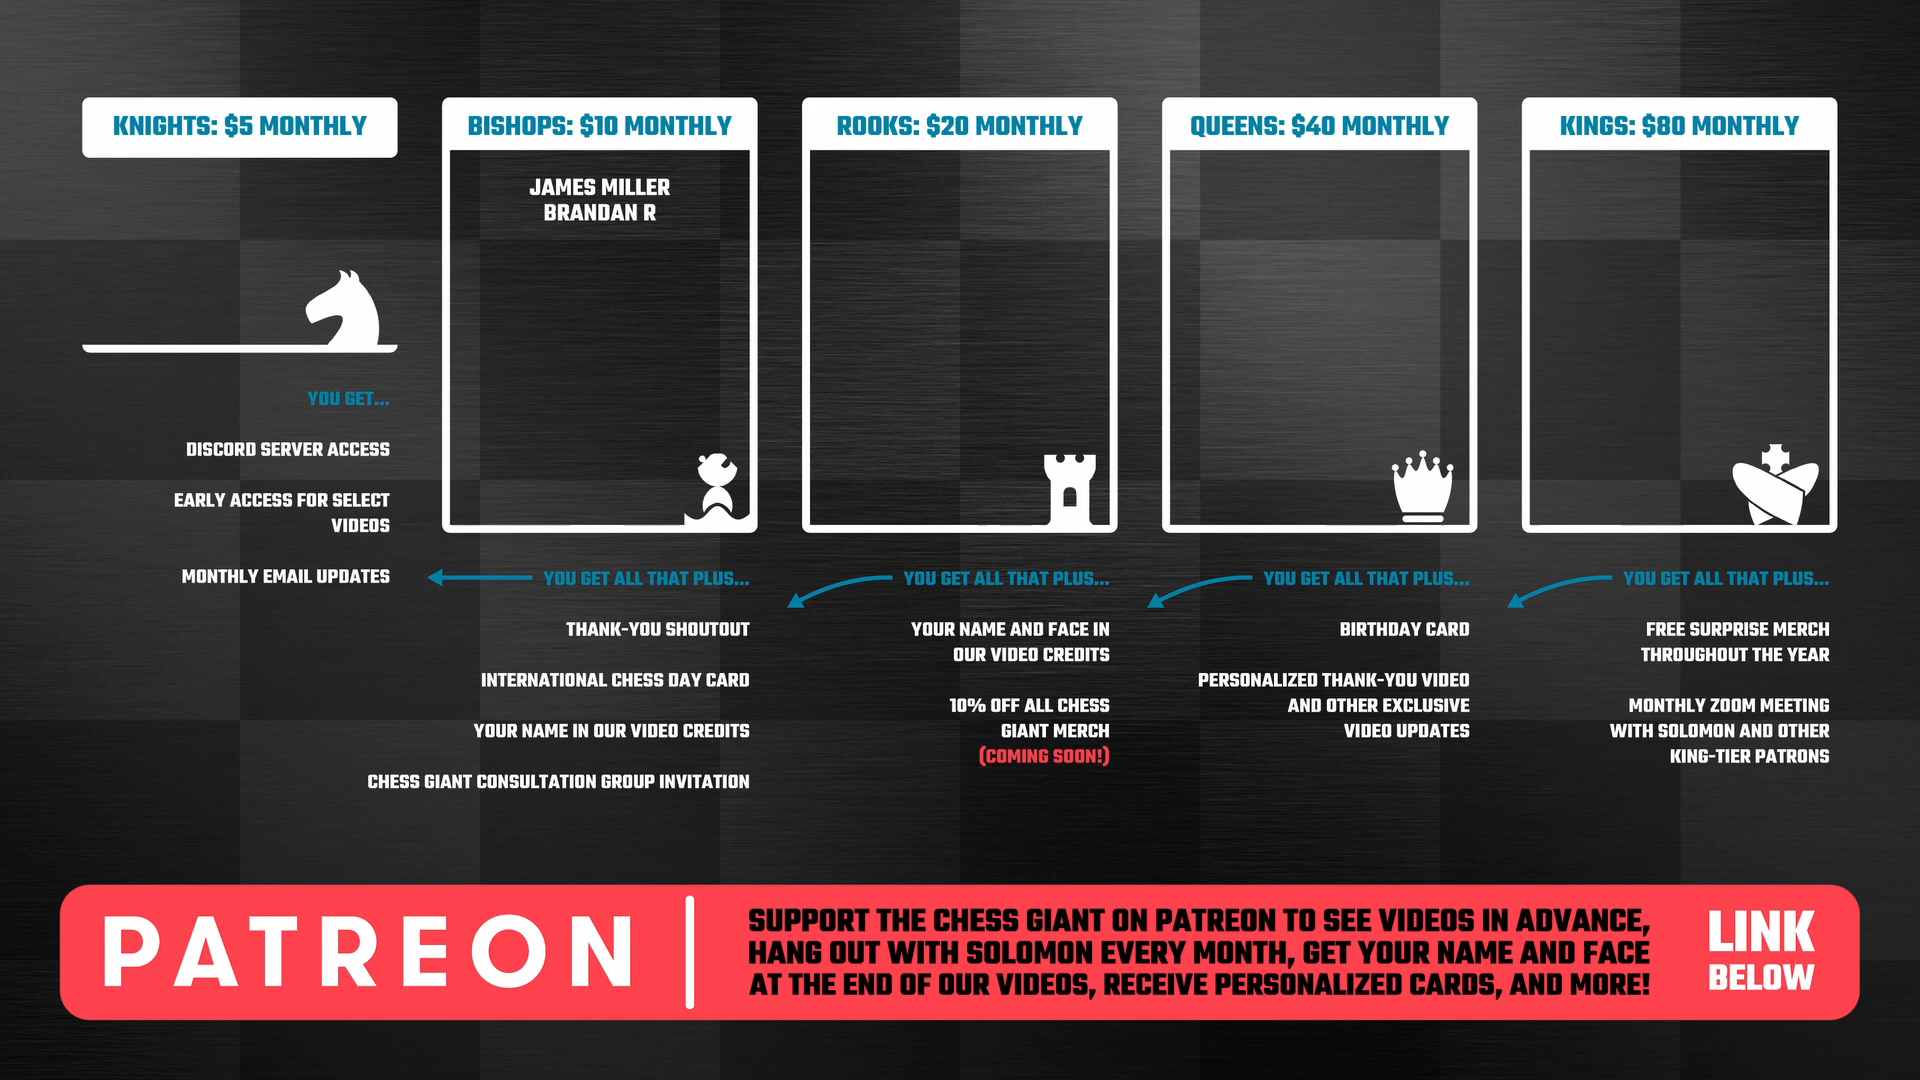 KNIGHTS: $5 MONTHLY
YOU GET...
DISCORD SERVER ACCESS
EARLY ACCESS FOR SELECT
VIDEOS
MONTHLY EMAIL UPDATES
BISHOPS: $10 MONTHLY
JAMES MILLER
BRANDAN R
YOU GET ALL THAT PLUS...
THANK-YOU SHOUTOUT
INTERNATIONAL CHESS DAY CARD
YOUR NAME IN OUR VIDEO CREDITS
CHESS GIANT CONSULTATION GROUP INVITATION
ROOKS: $20 MONTHLY
YOU GET ALL THAT PLUS...
YOUR NAME AND FACE IN
OUR VIDEO CREDITS
10% OFF ALL CHESS
GIANT MERCH
(COMING SOON!)
QUEENS: $40 MONTHLY
YOU GET ALL THAT PLUS...
BIRTHDAY CARD
PERSONALIZED THANK-YOU VIDEO
AND OTHER EXCLUSIVE
VIDEO UPDATES
KINGS: $80 MONTHLY
YOU GET ALL THAT PLUS...
FREE SURPRISE MERCH
THROUGHOUT THE YEAR
MONTHLY ZOOM MEETING
WITH SOLOMON AND OTHER
KING-TIER PATRONS
PATREON
SUPPORT THE CHESS GIANT ON PATREON TO SEE VIDEOS IN ADVANCE,
HANG OUT WITH SOLOMON EVERY MONTH, GET YOUR NAME AND FACE
AT THE END OF OUR VIDEOS, RECEIVE PERSONALIZED CARDS, AND MORE!
LINK
BELOW